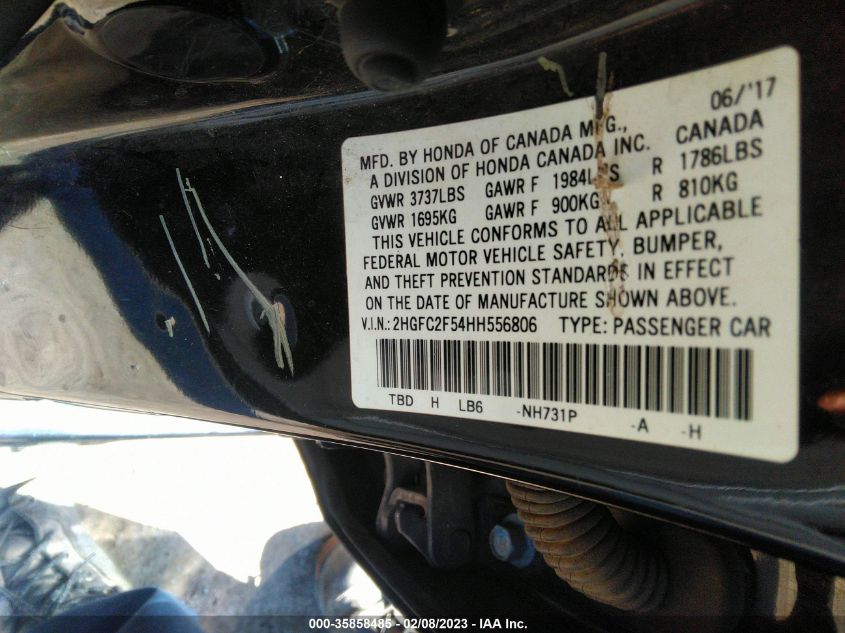 06/'17
MFD. BY HONDA OF CANADA MFG., CANADA
A DIVISION OF HONDA CANADA INC.
GVWR 3737LBS GAWR F 1984LBS R 1786LBS
GVWR 1695KG GAWR F 900KG R 810KG
THIS VEHICLE CONFORMS TO ALL APPLICABLE
FEDERAL MOTOR VEHICLE SAFETY, BUMPER,
AND THEFT PREVENTION STANDARDS IN EFFECT
ON THE DATE OF MANUFACTURE SHOWN ABOVE.
V.I.N.: 2HGFC2F54HH556806 TYPE: PASSENGER CAR
TBD H LB6 -NH731P -A -H
000-35858485 - 02/08/2023 - IAA Inc.